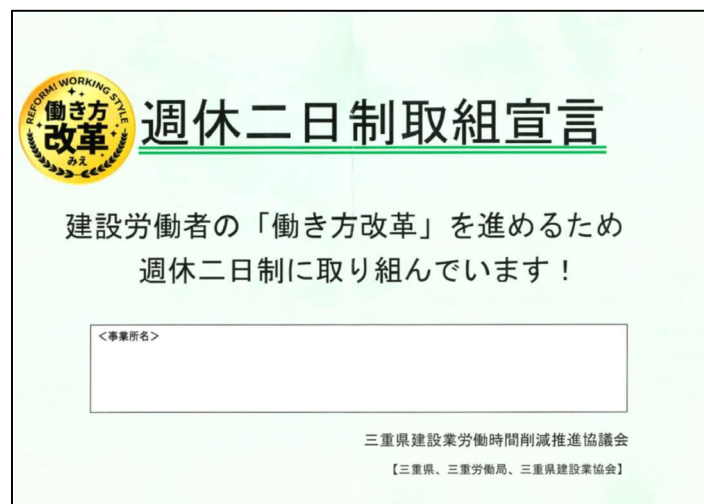 REFORM! WORKING STYLE
働き方
改革
みえ
週休二日制取組宣言
建設労働者の「働き方改革」を進めるため
週休二日制に取り組んでいます！
＜事業所名＞
三重県建設業労働時間削減推進協議会
【三重県、三重労働局、三重県建設業協会】